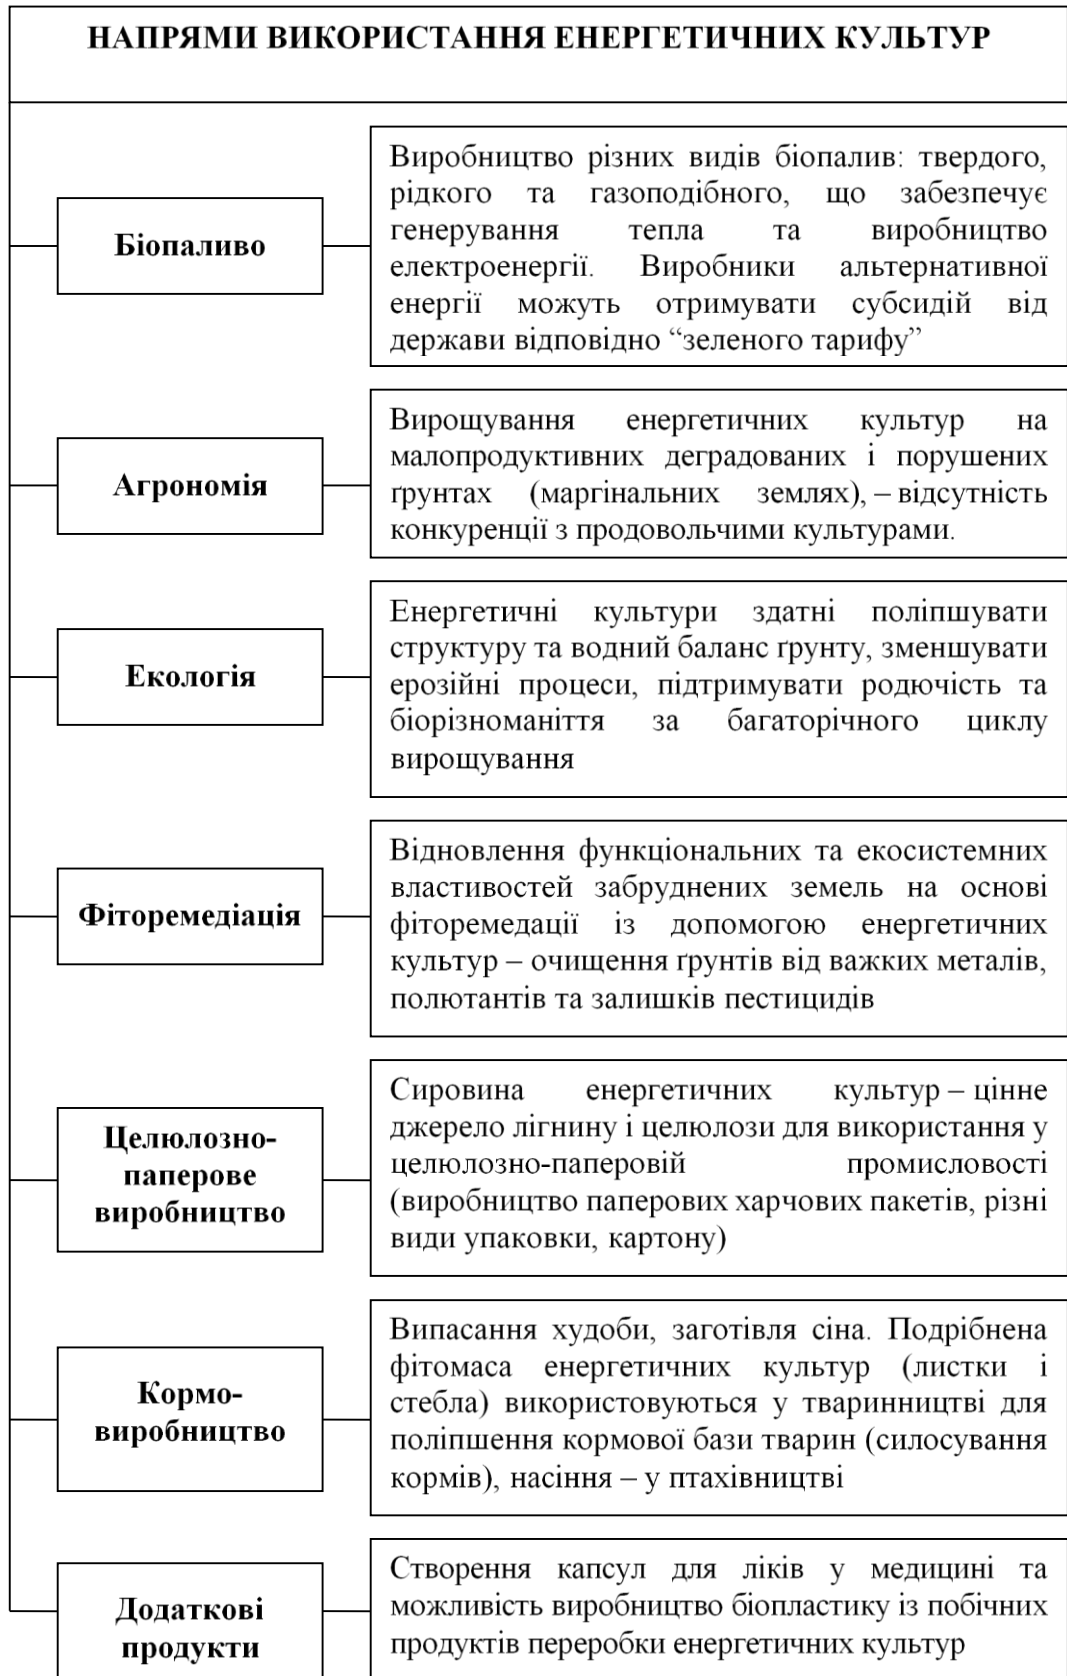 НАПРЯМИ ВИКОРИСТАННЯ ЕНЕРГЕТИЧНИХ КУЛЬТУР
Біопаливо
Виробництво різних видів біопалив: твердого,
рідкого та газоподібного, що забезпечує
генерування тепла та виробництво
електроенергії. Виробники альтернативної
енергії можуть отримувати субсидій від
держави відповідно “зеленого тарифу”
Агрономія
Вирощування енергетичних культур на
малопродуктивних деградованих і порушених
ґрунтах (маргінальних землях), – відсутність
конкуренції з продовольчими культурами.
Екологія
Енергетичні культури здатні поліпшувати
структуру та водний баланс ґрунту, зменшувати
ерозійні процеси, підтримувати родючість та
біорізноманіття за багаторічного циклу
вирощування
Фіторемедіація
Відновлення функціональних та екосистемних
властивостей забруднених земель на основі
фіторемедації із допомогою енергетичних
культур – очищення ґрунтів від важких металів,
полютантів та залишків пестицидів
Целюлозно-
паперове
виробництво
Сировина енергетичних культур – цінне
джерело лігнину і целюлози для використання у
целюлозно-паперовій промисловості
(виробництво паперових харчових пакетів, різні
види упаковки, картону)
Кормо-
виробництво
Випасання худоби, заготівля сіна. Подрібнена
фітомаса енергетичних культур (листки і
стебла) використовуються у тваринництві для
поліпшення кормової бази тварин (силосування
кормів), насіння – у птахівництві
Додаткові
продукти
Створення капсул для ліків у медицині та
можливість виробництво біопластику із побічних
продуктів переробки енергетичних культур